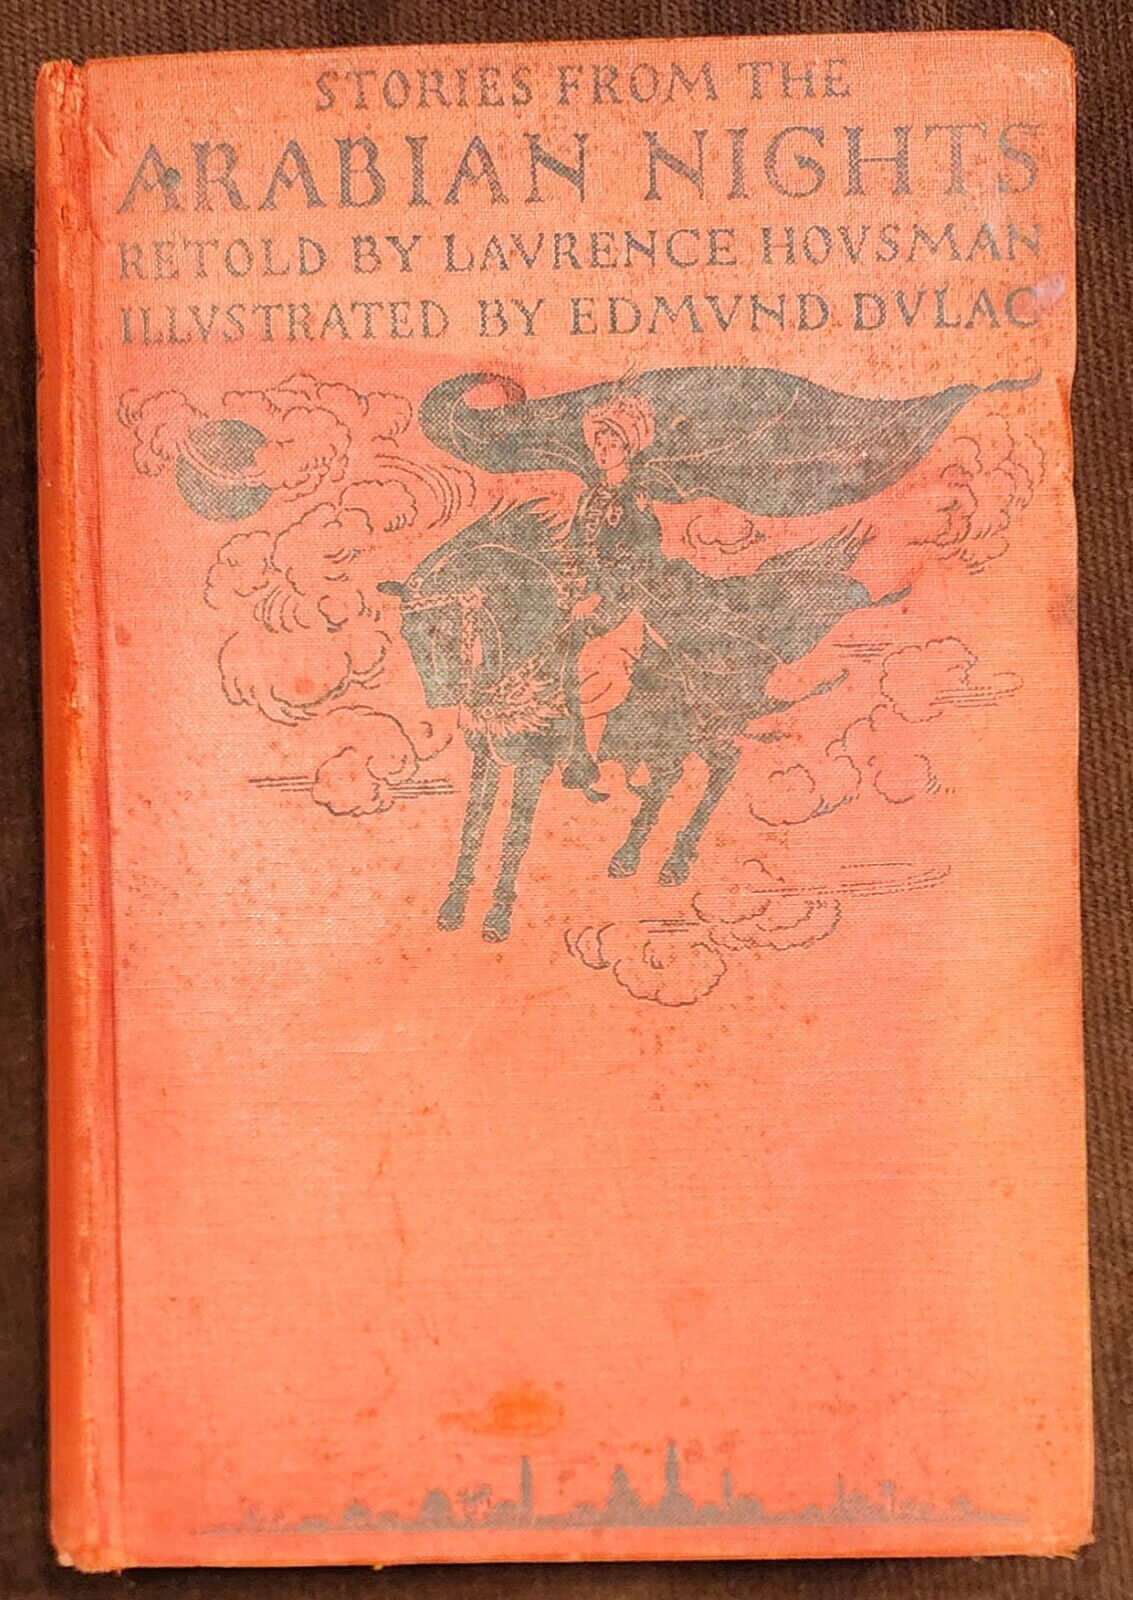 STORIES FROM THE
ARABIAN NIGHTS
RETOLD BY LAVRENCE HOVSMAN
ILLVSTRATED BY EDMVND DVLAC